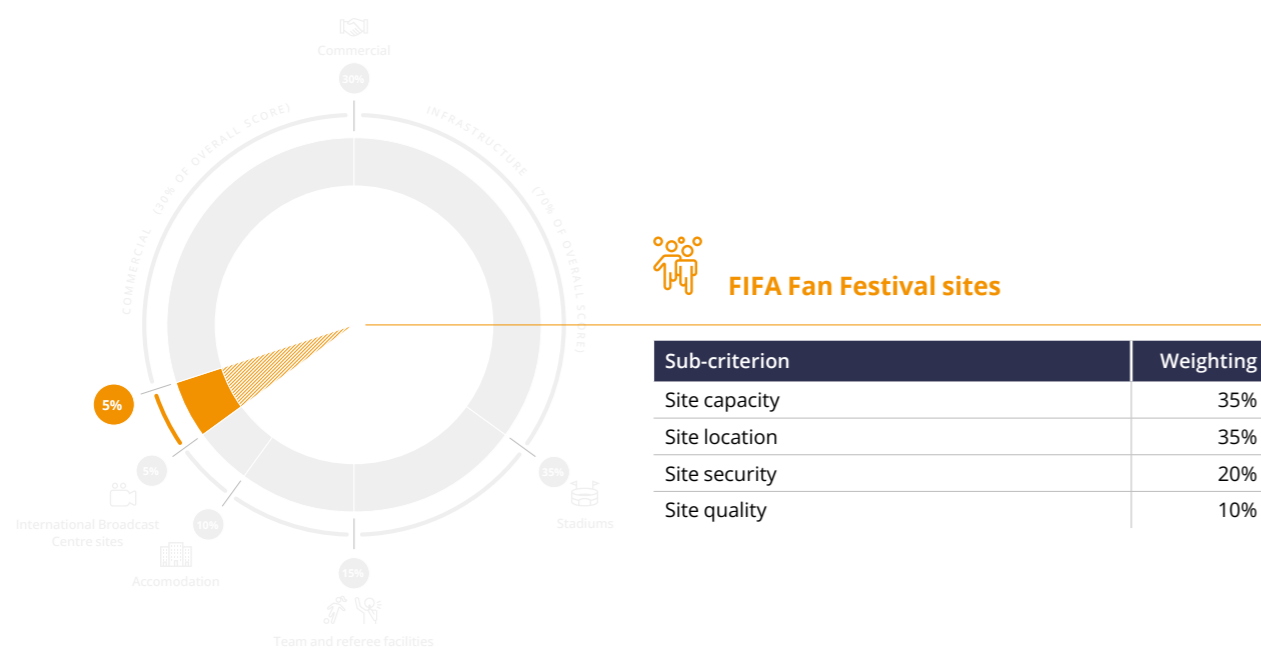 Commercial
30%
COMMERCIAL (30% OF OVERALL SCORE)
INFRASTRUCTURE (70% OF OVERALL SCORE)
FIFA Fan Festival sites
Sub-criterion Weighting
Site capacity 35%
Site location 35%
Site security 20%
Site quality 10%
5%
5%
International Broadcast
Centre sites
10%
Accomodation
15%
Team and referee facilities
35%
Stadiums